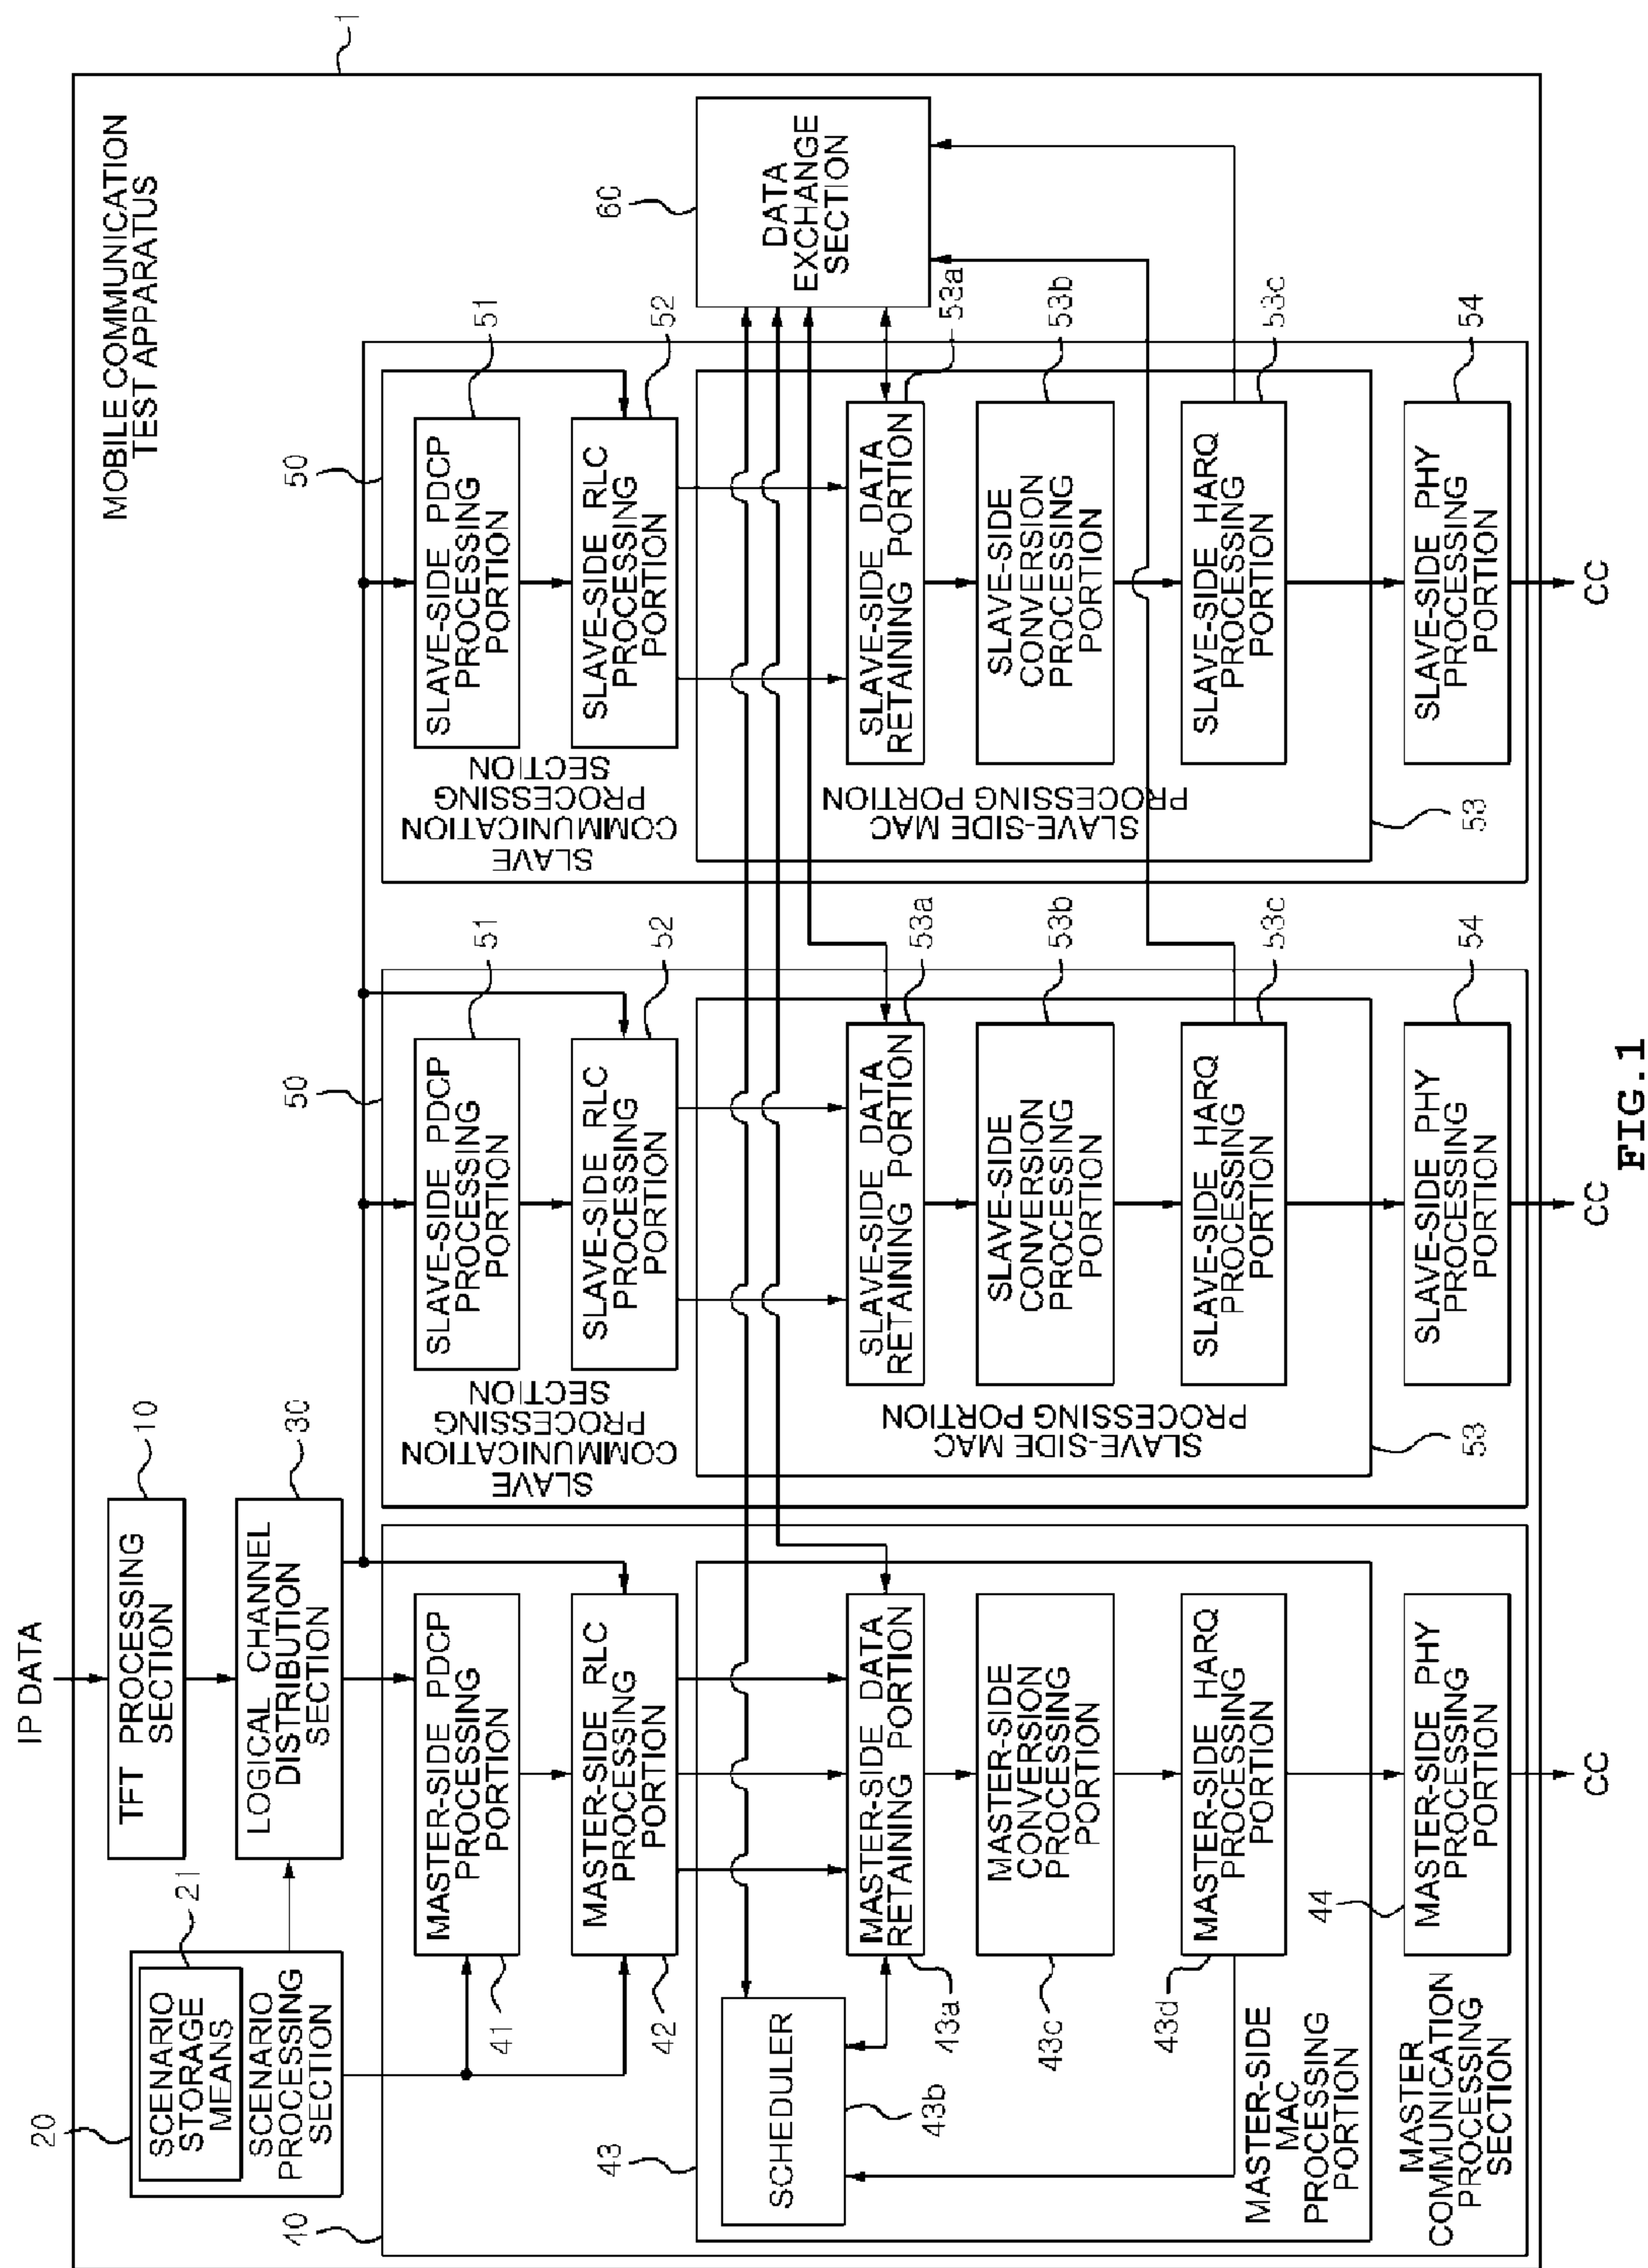 MOBILE COMMUNICATION
TEST APPARATUS
1
IP DATA
10
TFT PROCESSING
SECTION
20
21
SCENARIO
STORAGE
MEANS
SCENARIO
PROCESSING
SECTION
30
LOGICAL CHANNEL
DISTRIBUTION
SECTION
40
41
MASTER-SIDE PDCP
PROCESSING
PORTION
42
MASTER-SIDE RLC
PROCESSING
PORTION
43
SCHEDULER
43b
43a
MASTER-SIDE DATA
RETAINING PORTION
43c
MASTER-SIDE
CONVERSION
PROCESSING
PORTION
43d
MASTER-SIDE HARQ
PROCESSING
PORTION
MASTER-SIDE
MAC
PROCESSING
PORTION
44
MASTER-SIDE PHY
PROCESSING
PORTION
MASTER
COMMUNICATION
PROCESSING
SECTION
CC
50
SLAVE
COMMUNICATION
PROCESSING
SECTION
51
SLAVE-SIDE PDCP
PROCESSING
PORTION
52
SLAVE-SIDE RLC
PROCESSING
PORTION
53a
SLAVE-SIDE DATA
RETAINING PORTION
53b
SLAVE-SIDE
CONVERSION
PROCESSING
PORTION
53c
SLAVE-SIDE HARQ
PROCESSING
PORTION
SLAVE-SIDE MAC
PROCESSING PORTION
53
54
SLAVE-SIDE PHY
PROCESSING
PORTION
CC
50
SLAVE
COMMUNICATION
PROCESSING
SECTION
51
SLAVE-SIDE PDCP
PROCESSING
PORTION
52
SLAVE-SIDE RLC
PROCESSING
PORTION
53a
SLAVE-SIDE DATA
RETAINING PORTION
53b
SLAVE-SIDE
CONVERSION
PROCESSING
PORTION
53c
SLAVE-SIDE HARQ
PROCESSING
PORTION
SLAVE-SIDE MAC
PROCESSING PORTION
53
54
SLAVE-SIDE PHY
PROCESSING
PORTION
CC
60
DATA
EXCHANGE
SECTION
FIG.1